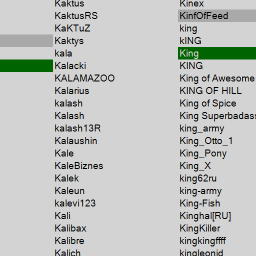 Kaktus
KaktusRS
KaKTuZ
Kaktys
kala
Kalacki
KALAMAZOO
Kalarius
kalash
Kalash
kalash13R
Kalaushin
Kale
KaleBiznes
Kalek
Kaleun
kalevi123
Kali
Kalibax
Kalibre
Kalich
Kinex
KinfOfFeed
king
kING
King
KING
King of Awesome
KING OF HILL
King of Spice
King Superbadass
king_army
King_Otto_1
King_Pony
King_X
king62ru
king-army
King-Fish
Kinghal[RU]
KingKiller
kingkingffff
kingleonid